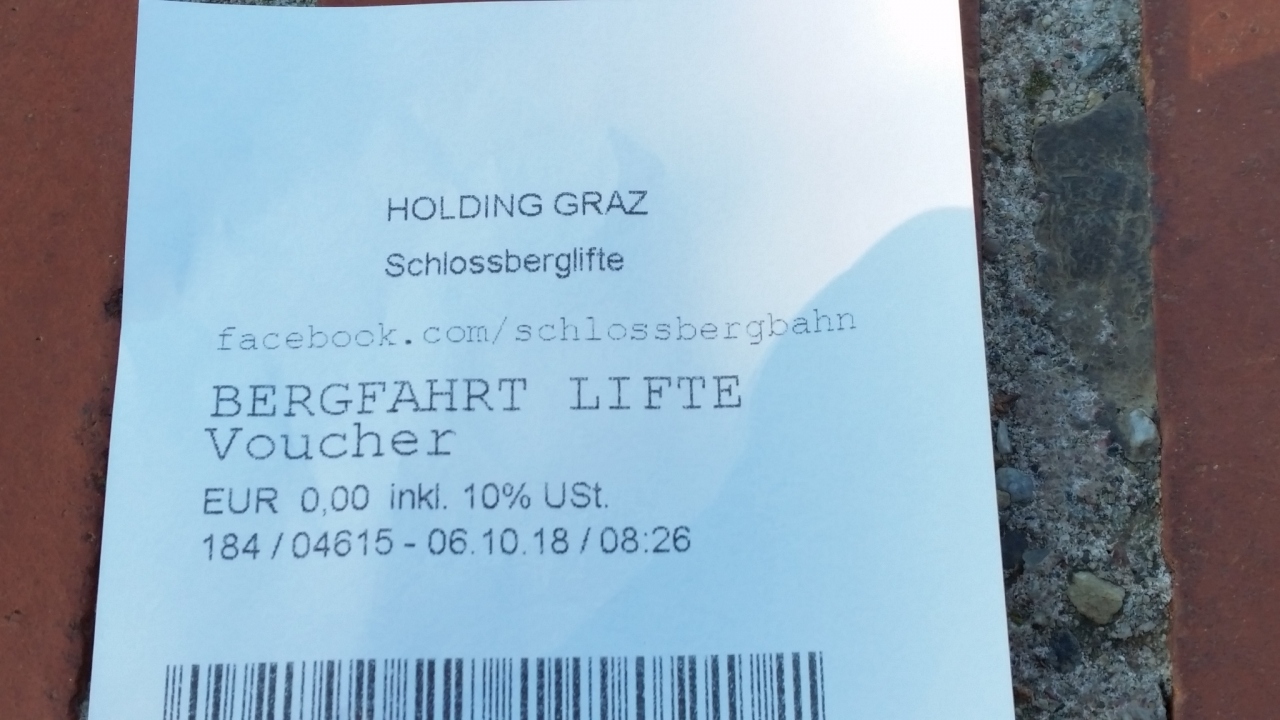 HOLDING GRAZ
Schlossberglifte
facebook.com/schlossbergbahn
BERGFAHRT LIFTE
Voucher
EUR 0,00 inkl. 10% USt.
184 / 04615 - 06.10.18 / 08:26